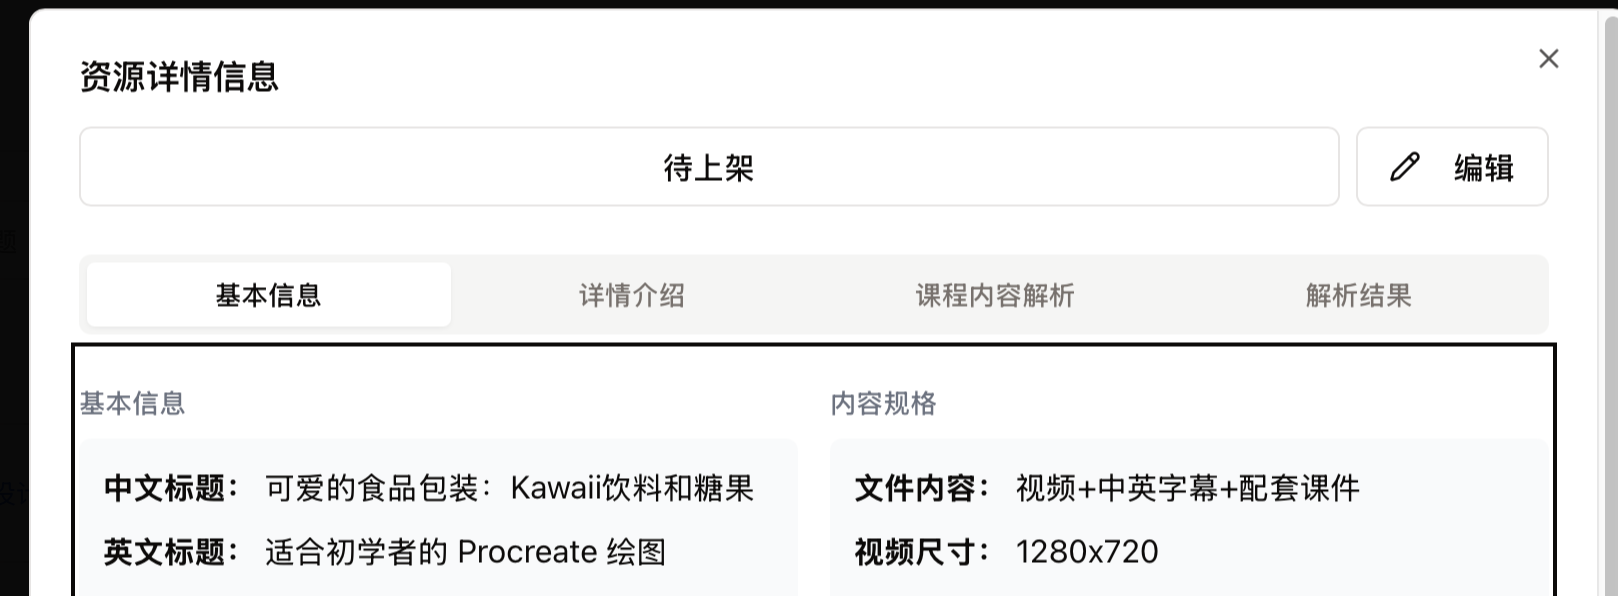 资源详情信息
待上架
编辑
基本信息
详情介绍
课程内容解析
解析结果
基本信息
中文标题： 可爱的食品包装：Kawaii饮料和糖果
英文标题： 适合初学者的 Procreate 绘图
内容规格
文件内容： 视频+中英字幕+配套课件
视频尺寸： 1280x720